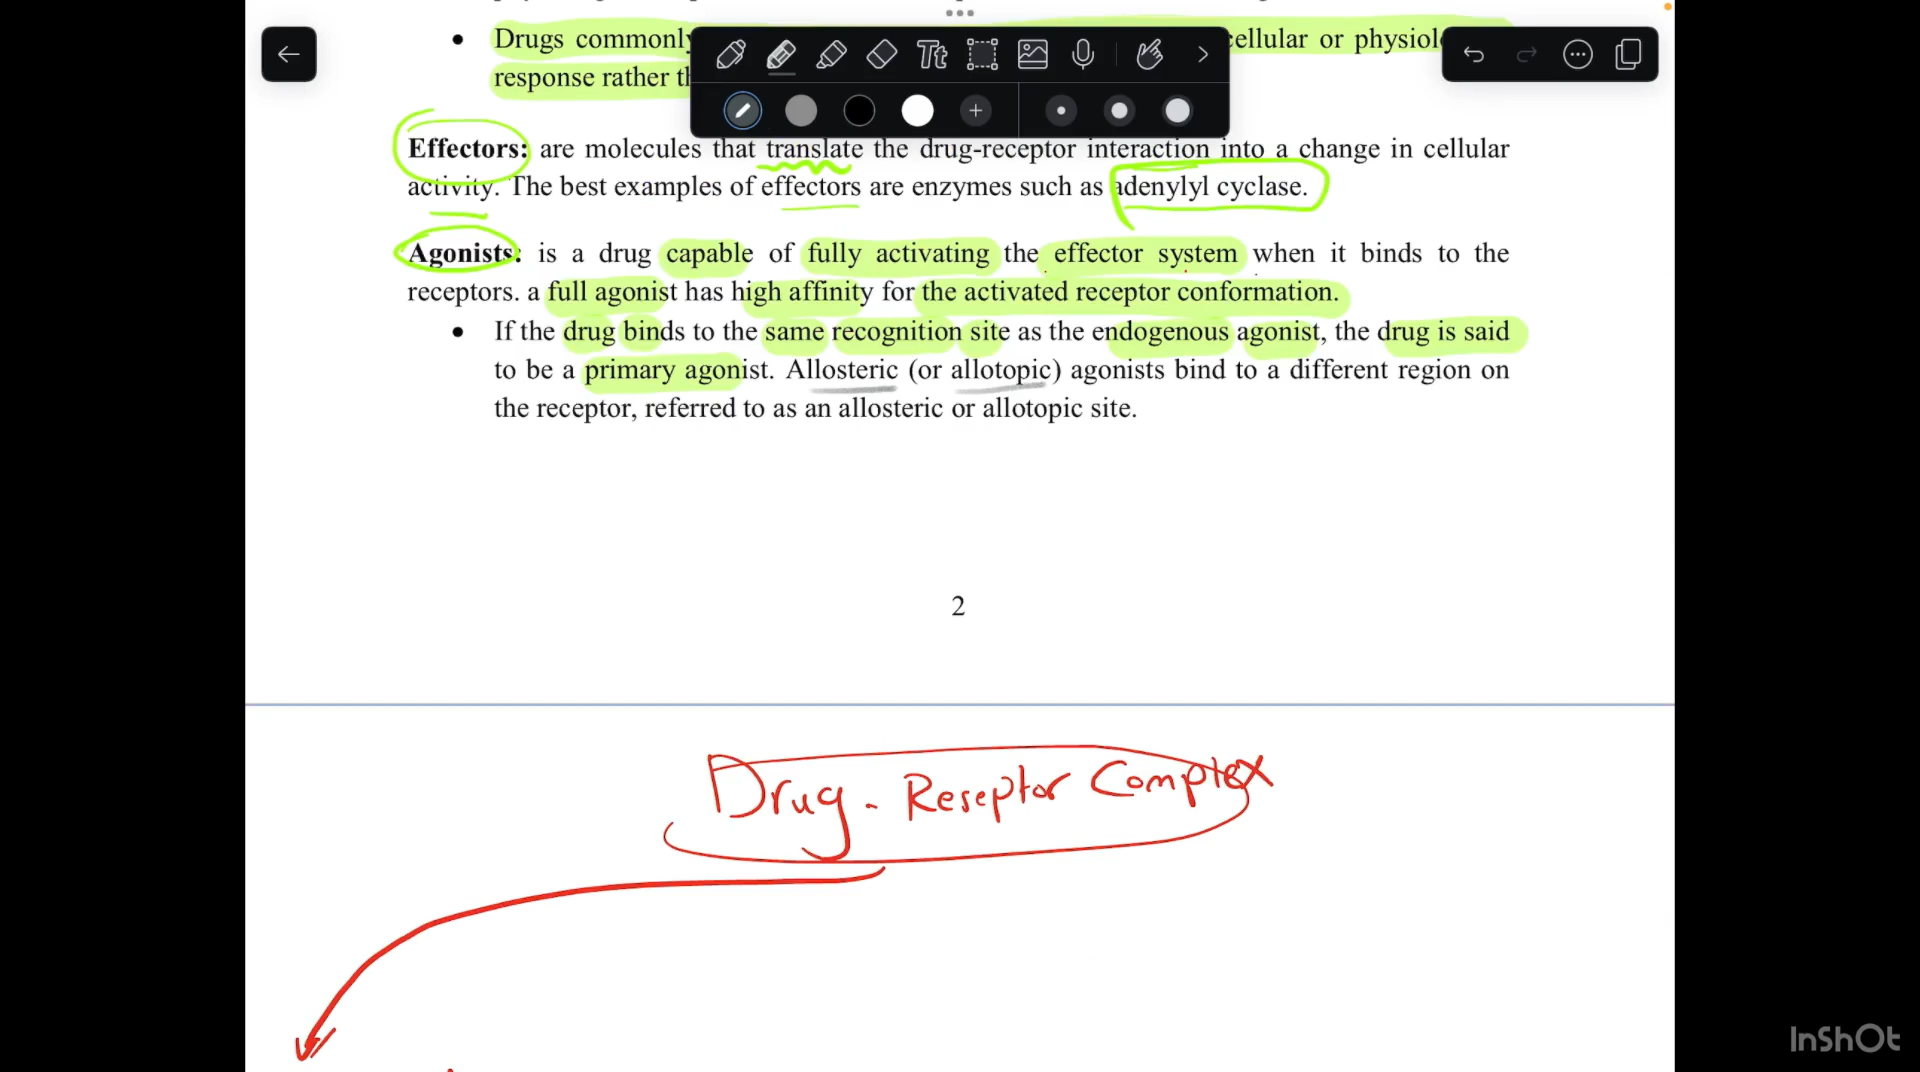 Drugs commonly
ellular or physiol
response rather th
Tt
Effectors: are molecules that translate the drug-receptor interaction into a change in cellular
activity. The best examples of effectors are enzymes such as adenylyl cyclase.
Agonists: is a drug capable of fully activating the effector system when it binds to the
receptors. a full agonist has high affinity for the activated receptor conformation.
If the drug binds to the same recognition site as the endogenous agonist, the drug is said
to be a primary agonist. Allosteric (or allotopic) agonists bind to a different region on
the receptor, referred to as an allosteric or allotopic site.
2
Drug - Reseptor Complex
InShOt